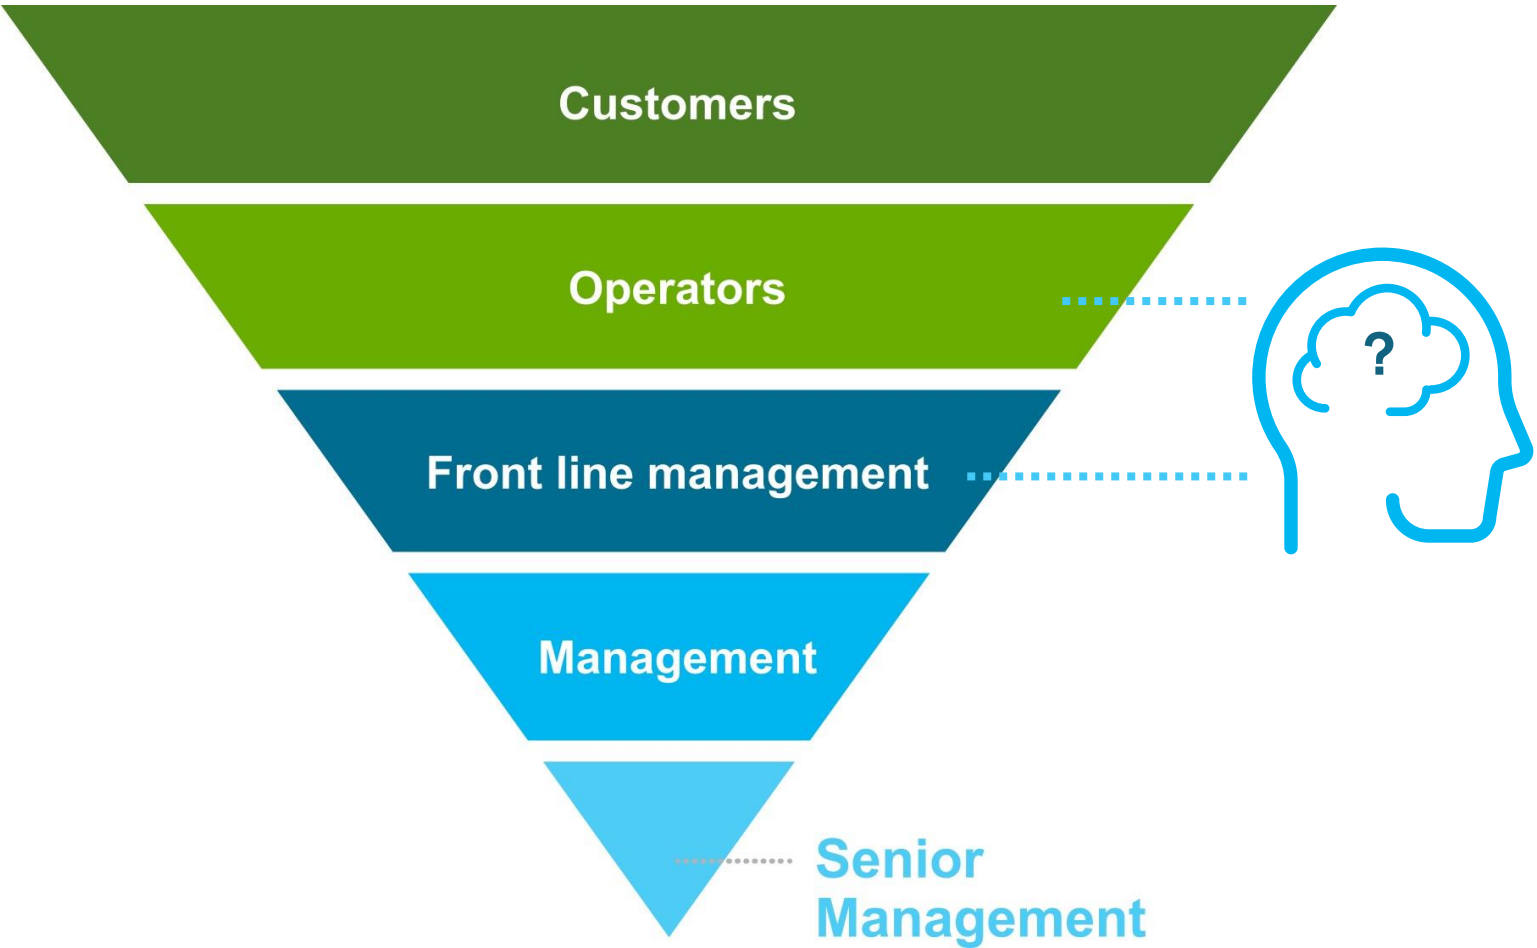 Customers
Operators
?
Front line management
Management
Senior
Management